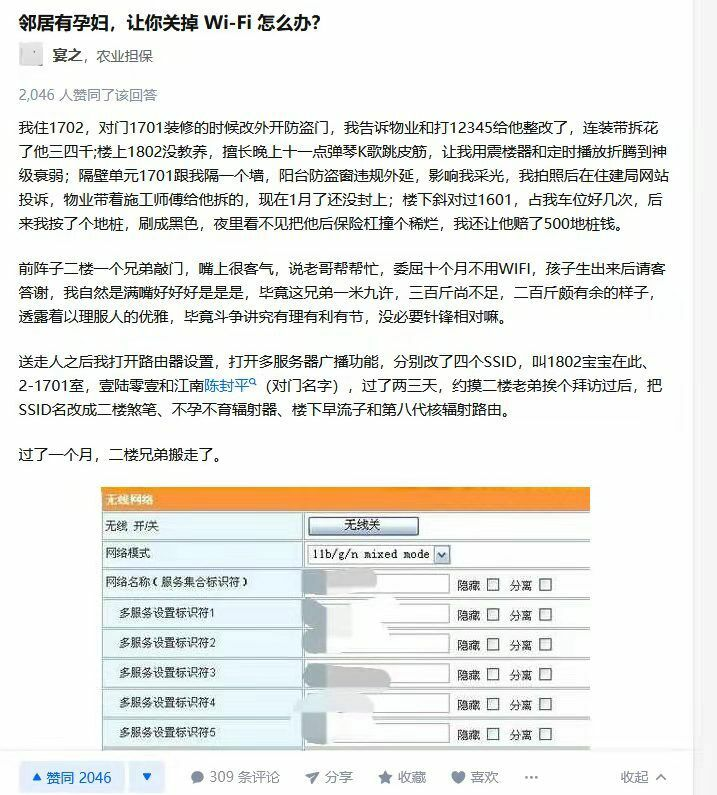 邻居有孕妇，让你关掉 Wi-Fi 怎么办？
宴之，农业担保
2,046 人赞同了该回答
我住1702，对门1701装修的时候改外开防盗门，我告诉物业和打12345给他整改了，连装带拆花
了他三四千;楼上1802没教养，擅长晚上十一点弹琴K歌跳皮筋，让我用震楼器和定时播放折腾到神
级衰弱；隔壁单元1701跟我隔一个墙，阳台防盗窗违规外延，影响我采光，我拍照后在住建局网站
投诉，物业带着施工师傅给他拆的，现在1月了还没封上；楼下斜对过1601，占我车位好几次，后
来我按了个地桩，刷成黑色，夜里看不见把他后保险杠撞个稀烂，我还让他赔了500地桩钱。
前阵子二楼一个兄弟敲门，嘴上很客气，说老哥帮帮忙，委屈十个月不用WIFI，孩子生出来后请客
答谢，我自然是满嘴好好好是是是，毕竟这兄弟一米九许，三百斤尚不足，二百斤颇有余的样子，
透露着以理服人的优雅，毕竟斗争讲究有理有利有节，没必要针锋相对嘛。
送走人之后我打开路由器设置，打开多服务器广播功能，分别改了四个SSID，叫1802宝宝在此、
2-1701室，壹陆零壹和江南陈封平（对门名字），过了两三天，约摸二楼老弟挨个拜访过后，把
SSID名改成二楼煞笔、不孕不育辐射器、楼下早流子和第八代核辐射路由。
过了一个月，二楼兄弟搬走了。
无线网络
无线 开/关 无线关
网络模式 11b/g/n mixed mode
网络名称（服务集合标识符） 隐藏 分离
多服务设置标识符1 隐藏 分离
多服务设置标识符2 隐藏 分离
多服务设置标识符3 隐藏 分离
多服务设置标识符4 隐藏 分离
多服务设置标识符5 隐藏 分离
赞同 2046 309 条评论 分享 收藏 喜欢 收起